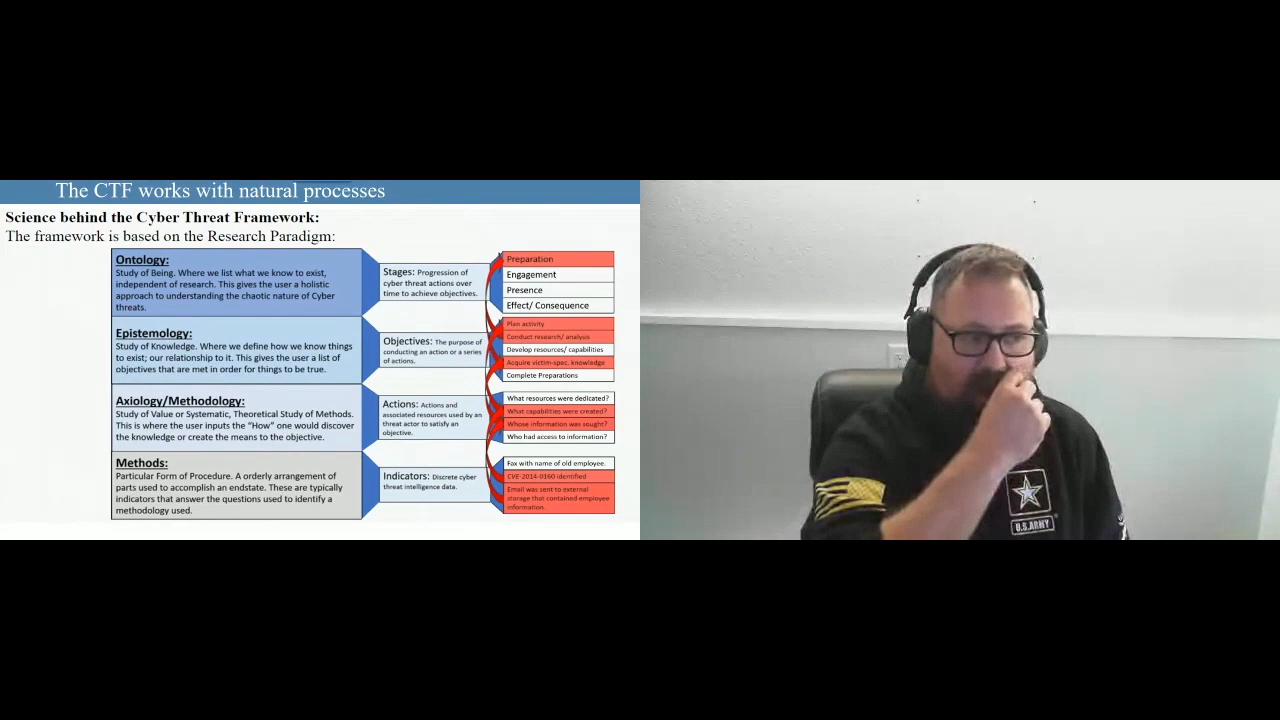 The CTF works with natural processes
Science behind the Cyber Threat Framework:
The framework is based on the Research Paradigm:
Ontology:
Study of Being. Where we list what we know to exist,
independent of research. This gives the user a holistic
approach to understanding the chaotic nature of Cyber
threats.
Epistemology:
Study of Knowledge. Where we define how we know things
to exist; our relationship to it. This gives the user a list of
objectives that are met in order for things to be true.
Axiology/Methodology:
Study of Value or Systematic, Theoretical Study of Methods.
This is where the user inputs the “How” one would discover
the knowledge or create the means to the objective.
Methods:
Particular Form of Procedure. A orderly arrangement of
parts used to accomplish an endstate. These are typically
indicators that answer the questions used to identify a
methodology used.
Stages: Progression of
cyber threat actions over
time to achieve objectives.
Objectives: The purpose of
conducting an action or a series
of actions.
Actions: Actions and
associated resources used by an
threat actor to satisfy an
objective.
Indicators: Discrete cyber
threat intelligence data.
Preparation
Engagement
Presence
Effect/ Consequence
Plan activity
Conduct research/ analysis
Develop resources/ capabilities
Acquire victim-spec. knowledge
Complete Preparations
What resources were dedicated?
What capabilities were created?
Whose information was sought?
Who had access to information?
Fax with name of old employee.
CVE-2014-0160 identified
Email was sent to external
storage that contained employee
information.
U.S.ARMY